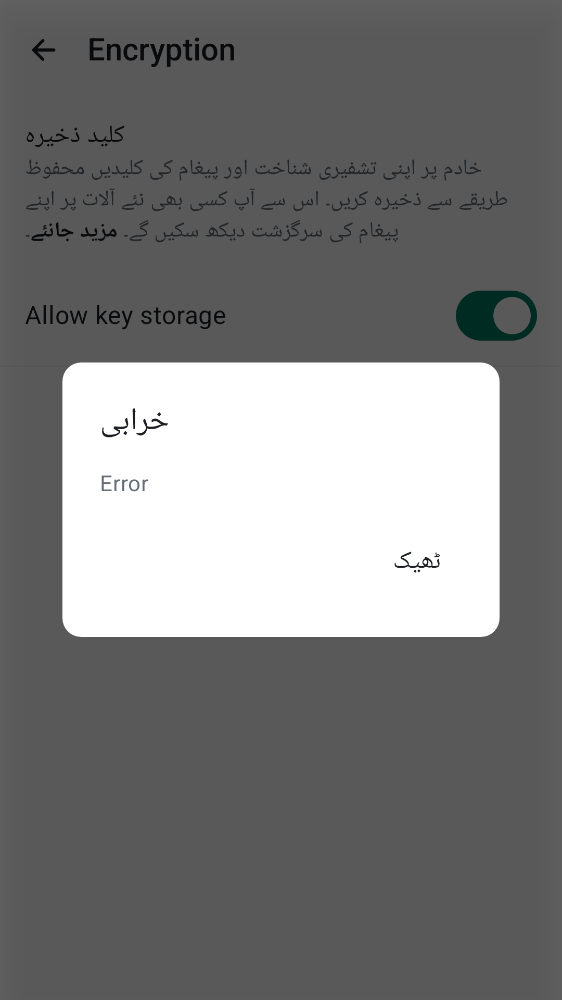 Encryption
کلید ذخیرہ
خادم پر اپنی تشفیری شناخت اور پیغام کی کلیدیں محفوظ
طریقے سے ذخیرہ کریں۔ اس سے آپ کسی بھی نئے آلات پر اپنے
پیغام کی سرگزشت دیکھ سکیں گے۔ مزید جانئے۔
Allow key storage
خرابی
Error
ٹھیک